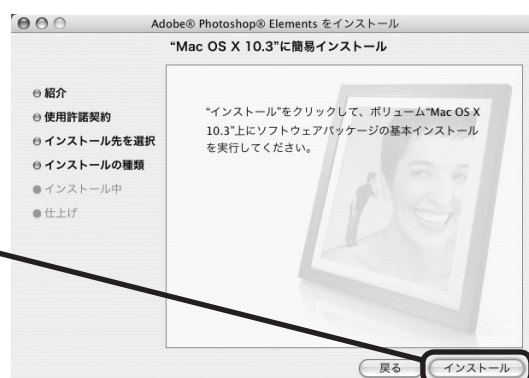 Adobe® Photoshop® Elements をインストール
“Mac OS X 10.3”に簡易インストール
紹介
使用許諾契約
インストール先を選択
インストールの種類
インストール中
仕上げ
“インストール”をクリックして、ボリューム“Mac OS X
10.3”上にソフトウェアパッケージの基本インストール
を実行してください。
戻る
インストール